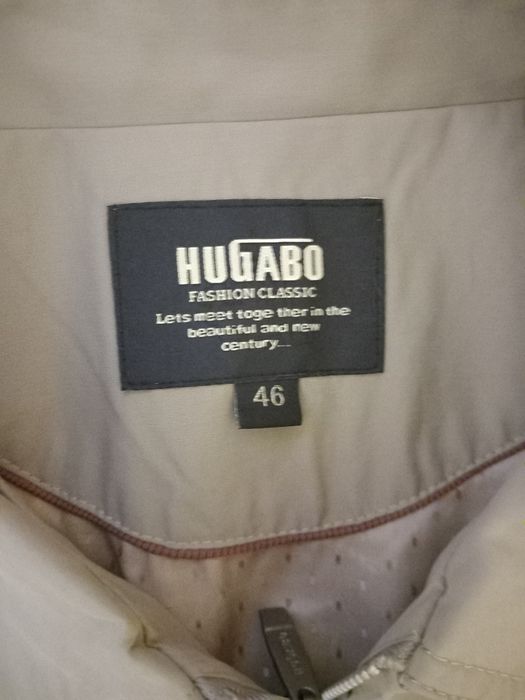 HUGABO
FASHION CLASSIC
Lets meet toge ther in the
beautiful and new
century...
46